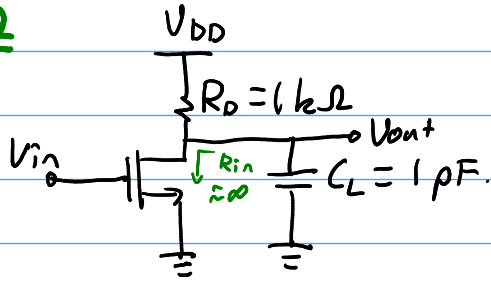 2
VDD
RD = 1 kΩ
Vout
Vin
Rin
≈∞
CL = 1 pF.